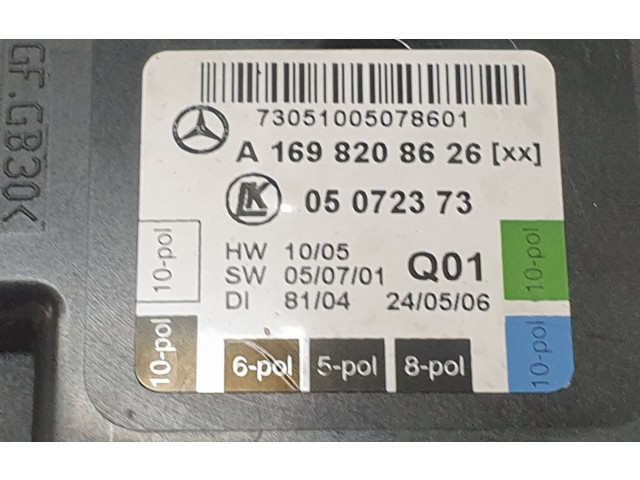 GF.GB30<
73051005078601
A 169 820 86 26 [xx]
LK 05 0723 73
HW 10/05
SW 05/07/01 Q01
DI 81/04 24/05/06
10-pol
10-pol
10-pol
6-pol 5-pol 8-pol
10-pol